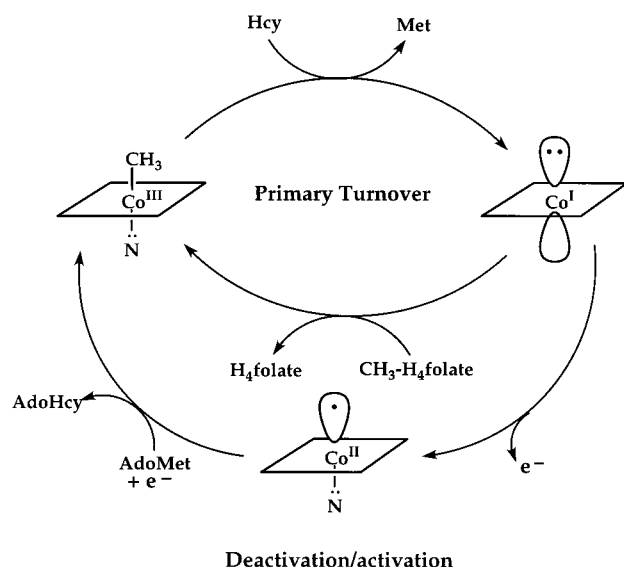 Hcy
Met
CH₃
Coᴵᴵᴵ
N̈
Primary Turnover
Coᴵ
H₄folate
CH₃-H₄folate
AdoHcy
AdoMet
+ e⁻
Coᴵᴵ
N̈
e⁻
Deactivation/activation